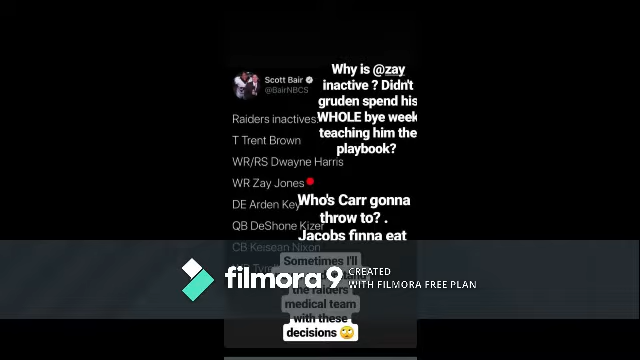 Scott Bair
@BairNBCS
Why is @zay
inactive ? Didn't
gruden spend his
WHOLE bye week
teaching him the
playbook?
Raiders inactives:
T Trent Brown
WR/RS Dwayne Harris
WR Zay Jones
DE Arden Key
QB DeShone Kizer
CB Keisean Nixon
Who's Carr gonna
throw to? .
Jacobs finna eat
Sometimes I'll
the raiders
medical team
with these
decisions 🙄
filmora9
CREATED
WITH FILMORA FREE PLAN